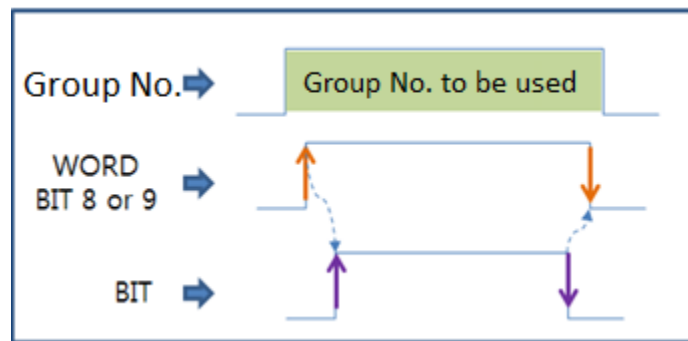 Group No.
Group No. to be used
WORD
BIT 8 or 9
BIT